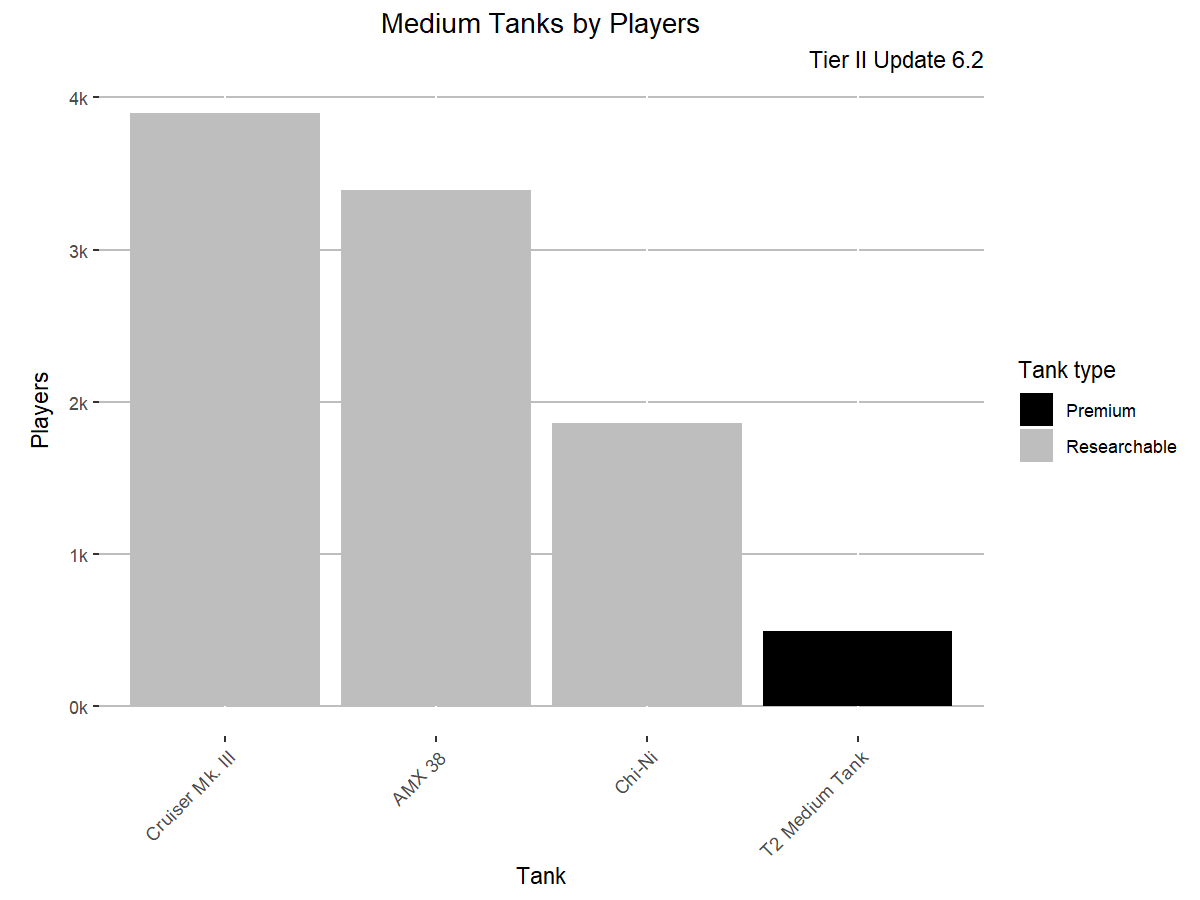 Medium Tanks by Players
Tier II Update 6.2
4k
3k
2k
1k
0k
Players
Cruiser Mk. III
AMX 38
Chi-Ni
T2 Medium Tank
Tank
Tank type
Premium
Researchable